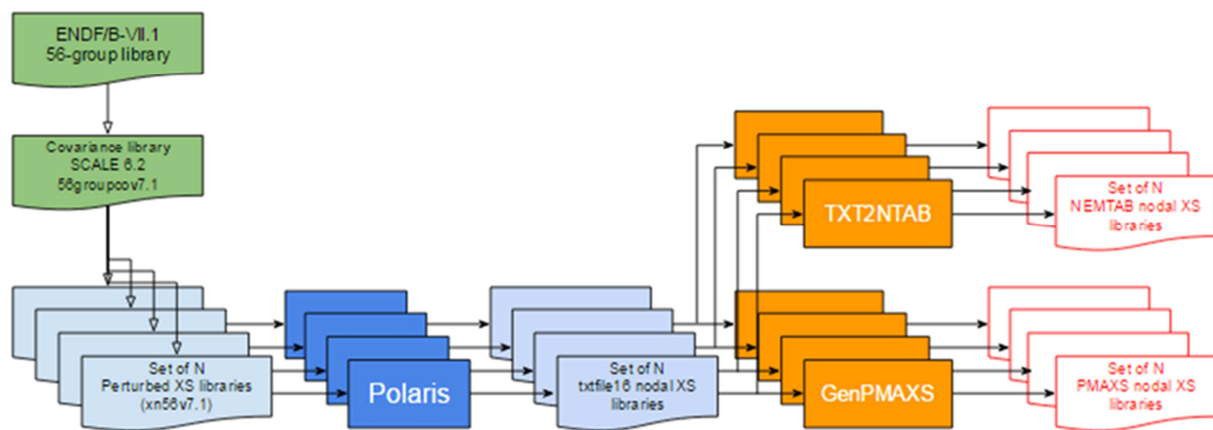 ENDF/B-VII.1
56-group library
Covariance library
SCALE 6.2
56groupcov7.1
Set of N
Perturbed XS libraries
(xn56v7.1)
Polaris
Set of N
txtfile16 nodal XS
libraries
TXT2NTAB
Set of N
NEMTAB nodal XS
libraries
GenPMAXS
Set of N
PMAXS nodal XS
libraries